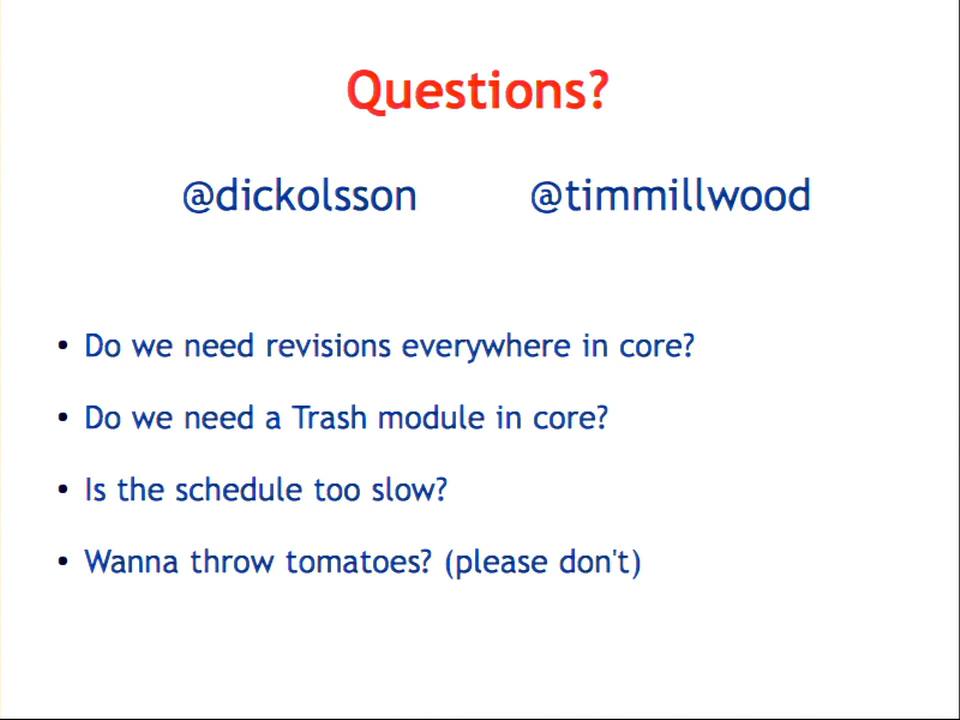 Questions?
@dickolsson @timmillwood
• Do we need revisions everywhere in core?
• Do we need a Trash module in core?
• Is the schedule too slow?
• Wanna throw tomatoes? (please don't)